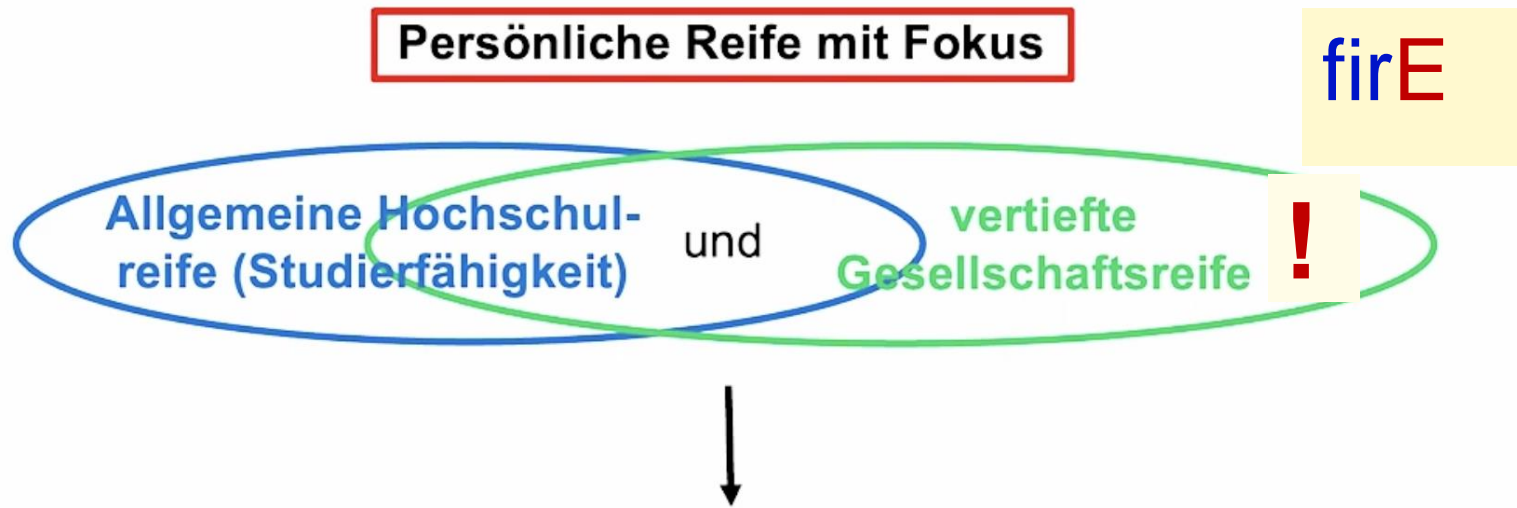 Persönliche Reife mit Fokus
firE
Allgemeine Hochschul-
reife (Studierfähigkeit)
und
vertiefte
Gesellschaftsreife
!